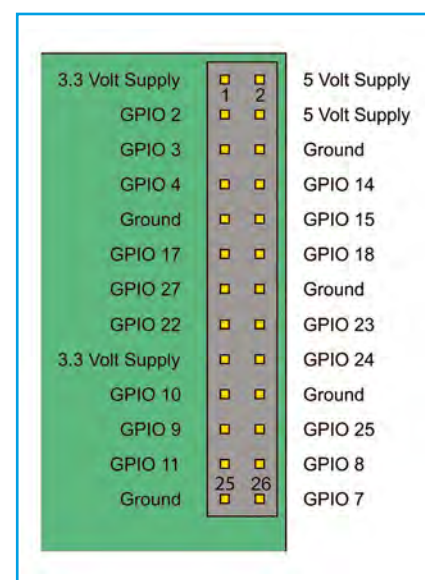 3.3 Volt Supply 5 Volt Supply
1 2
GPIO 2 5 Volt Supply
GPIO 3 Ground
GPIO 4 GPIO 14
Ground GPIO 15
GPIO 17 GPIO 18
GPIO 27 Ground
GPIO 22 GPIO 23
3.3 Volt Supply GPIO 24
GPIO 10 Ground
GPIO 9 GPIO 25
GPIO 11 GPIO 8
25 26
Ground GPIO 7